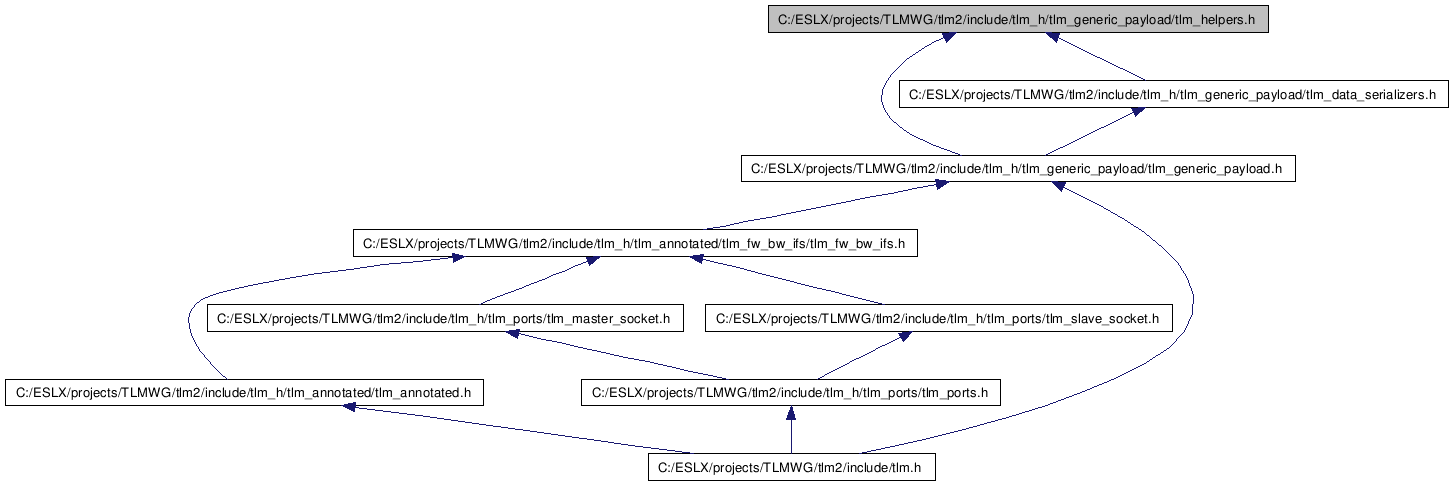 C:/ESLX/projects/TLMWG/tlm2/include/tlm_h/tlm_generic_payload/tlm_helpers.h
C:/ESLX/projects/TLMWG/tlm2/include/tlm_h/tlm_generic_payload/tlm_data_serializers.h
C:/ESLX/projects/TLMWG/tlm2/include/tlm_h/tlm_generic_payload/tlm_generic_payload.h
C:/ESLX/projects/TLMWG/tlm2/include/tlm_h/tlm_annotated/tlm_fw_bw_ifs/tlm_fw_bw_ifs.h
C:/ESLX/projects/TLMWG/tlm2/include/tlm_h/tlm_ports/tlm_master_socket.h
C:/ESLX/projects/TLMWG/tlm2/include/tlm_h/tlm_ports/tlm_slave_socket.h
C:/ESLX/projects/TLMWG/tlm2/include/tlm_h/tlm_annotated/tlm_annotated.h
C:/ESLX/projects/TLMWG/tlm2/include/tlm_h/tlm_ports/tlm_ports.h
C:/ESLX/projects/TLMWG/tlm2/include/tlm.h